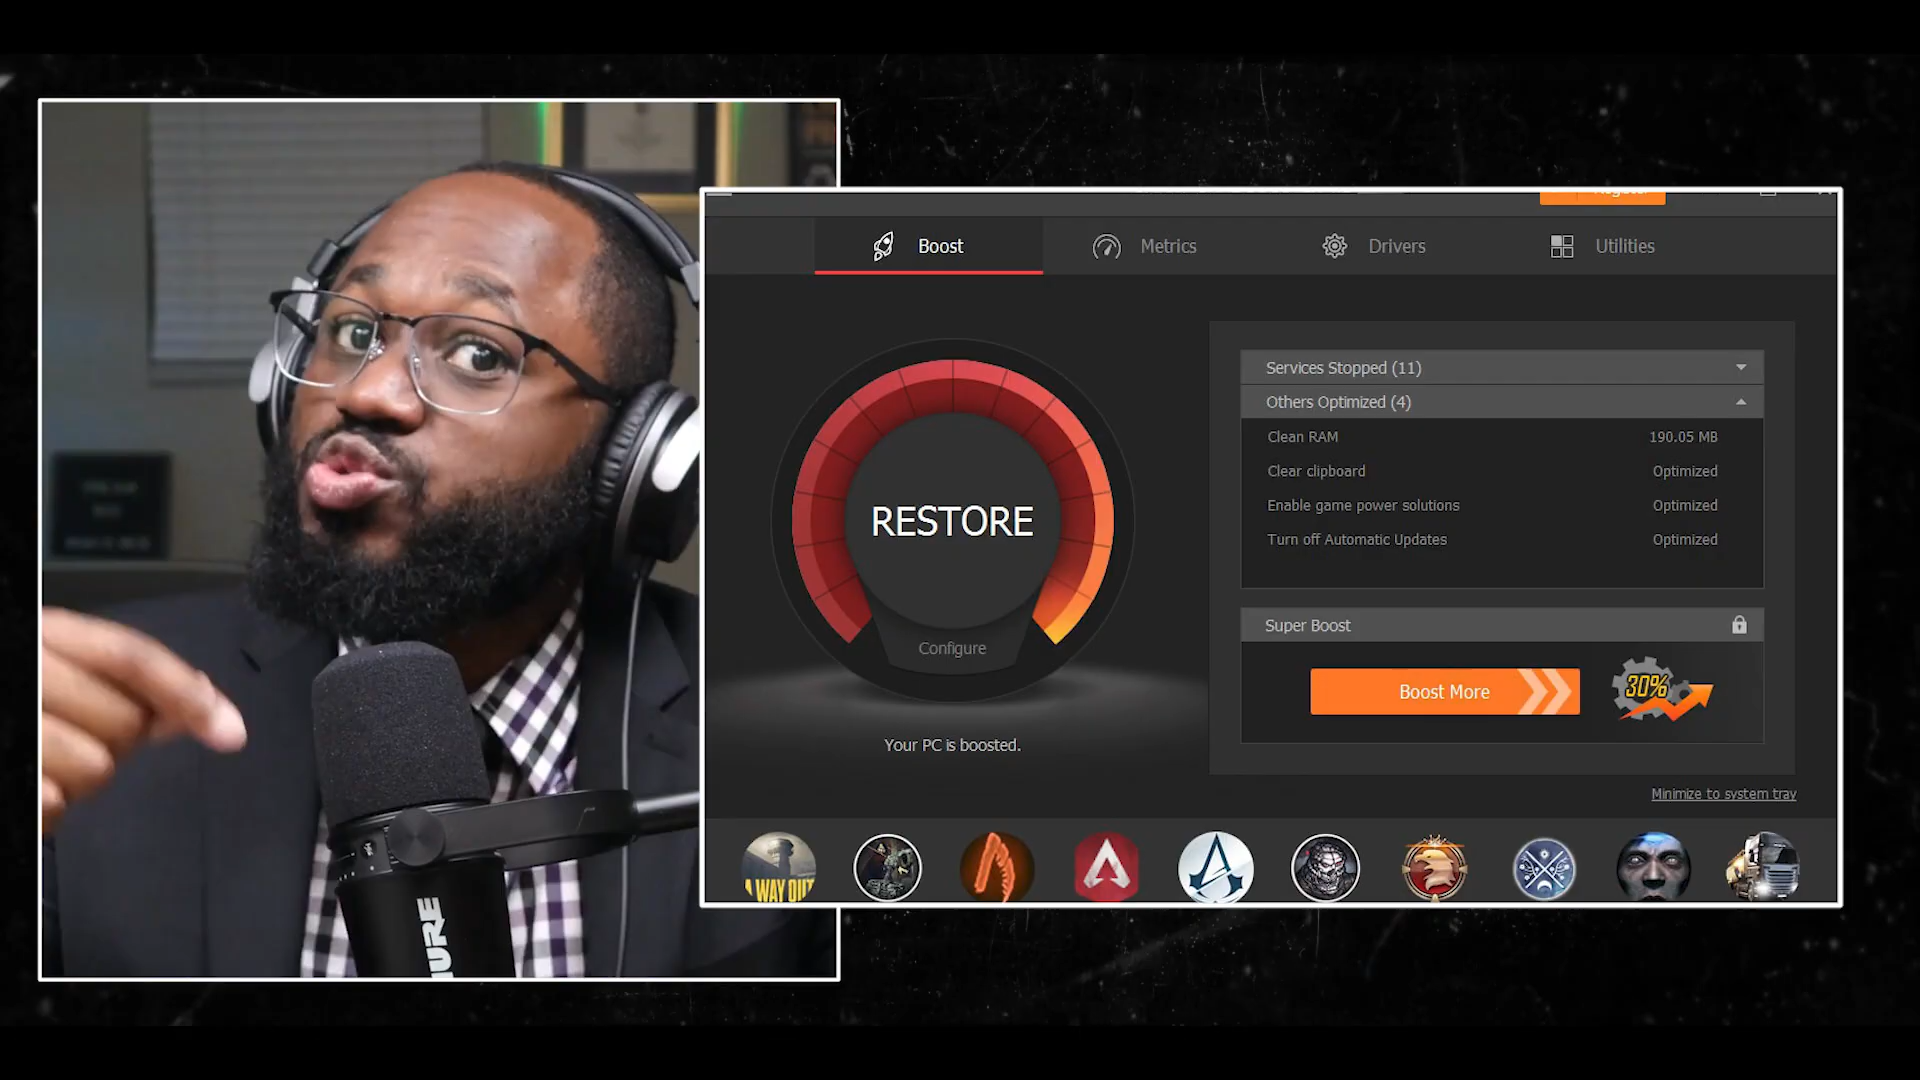 Boost
Metrics
Drivers
Utilities
Services Stopped (11)
Others Optimized (4)
Clean RAM 190.05 MB
Clear clipboard Optimized
Enable game power solutions Optimized
Turn off Automatic Updates Optimized
RESTORE
Configure
Your PC is boosted.
Super Boost
Boost More
30%
Minimize to system tray
A WAY OUT